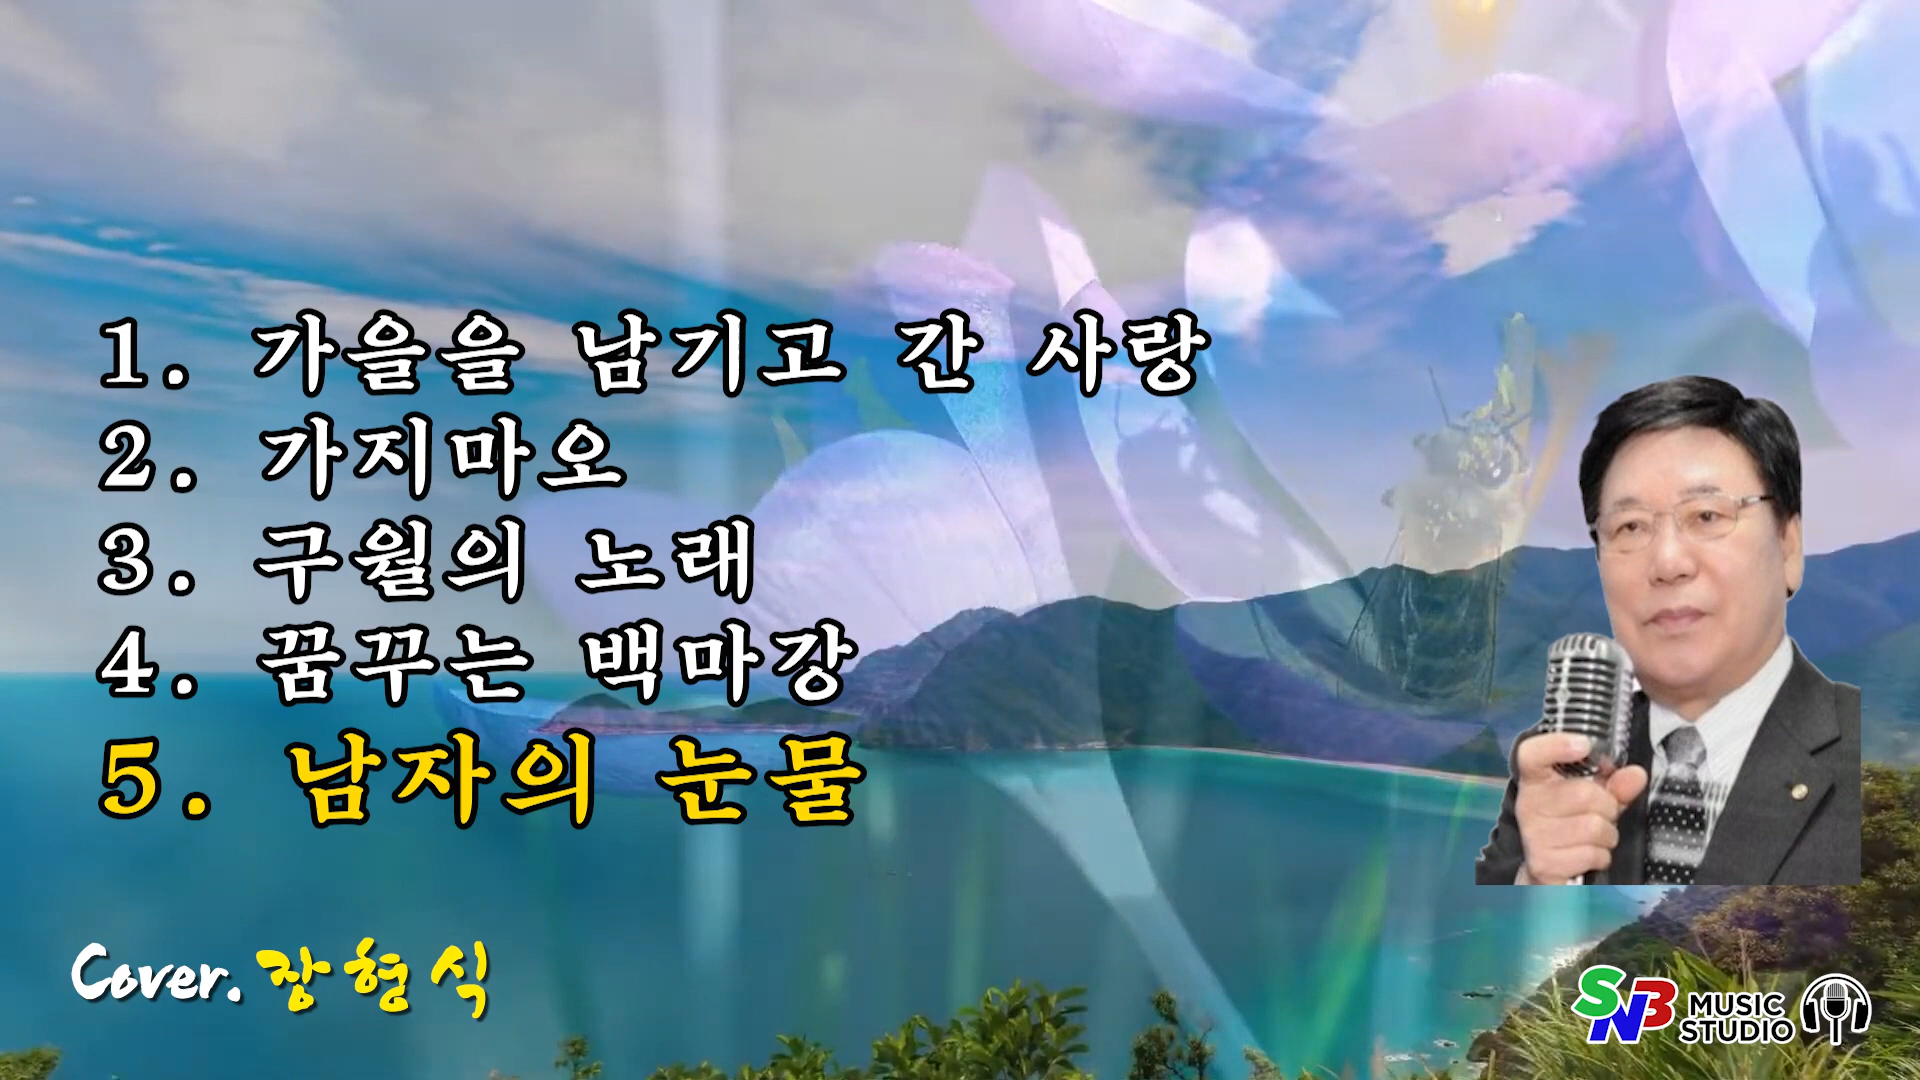 1. 가을을 남기고 간 사랑
2. 가지마오
3. 구월의 노래
4. 꿈꾸는 백마강
5. 남자의 눈물
Cover. 장형식
SNB MUSIC STUDIO